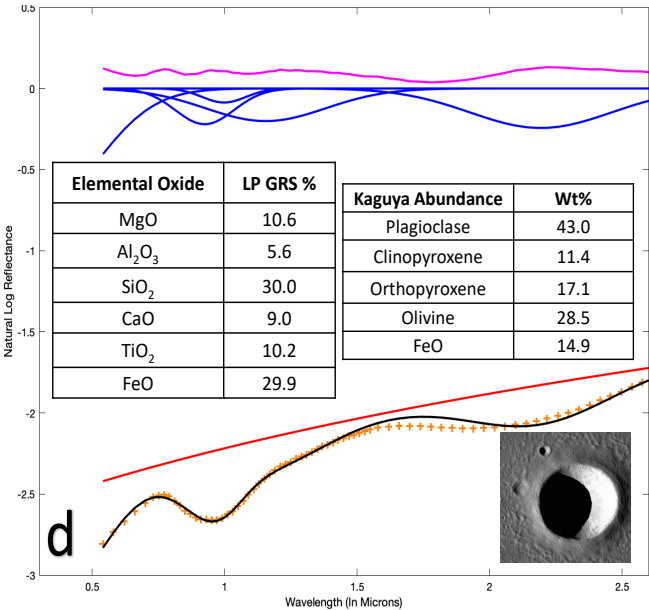 0.5
0
-0.5
-1
-1.5
-2
-2.5
-3
Natural Log Reflectance
Elemental Oxide LP GRS %
MgO 10.6
Al₂O₃ 5.6
SiO₂ 30.0
CaO 9.0
TiO₂ 10.2
FeO 29.9
Kaguya Abundance Wt%
Plagioclase 43.0
Clinopyroxene 11.4
Orthopyroxene 17.1
Olivine 28.5
FeO 14.9
d
0.5 1 1.5 2 2.5
Wavelength (In Microns)